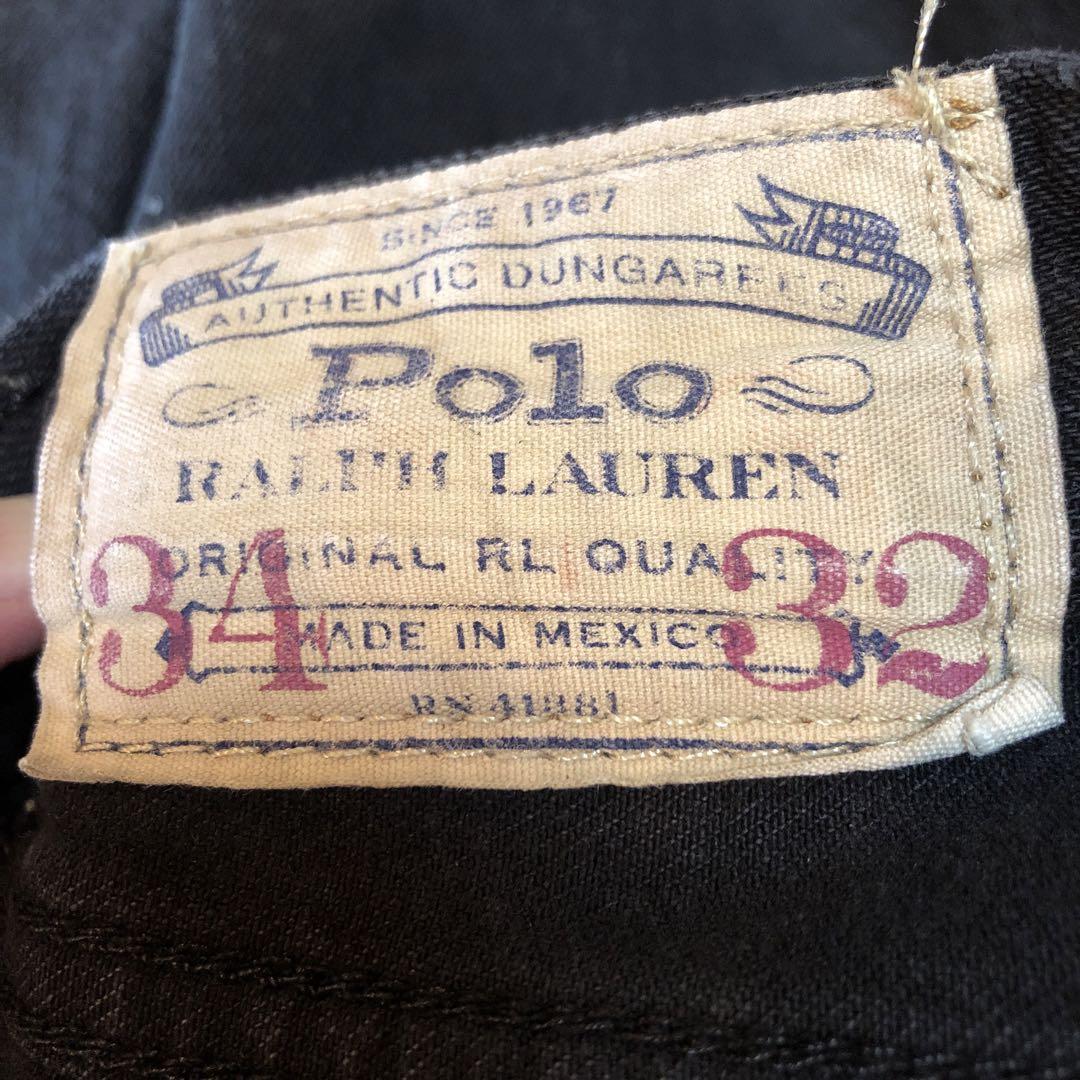 SINCE 1967
AUTHENTIC DUNGAREES
Polo
RALPH LAUREN
ORIGINAL RL QUALITY
34 32
MADE IN MEXICO
RN 41381